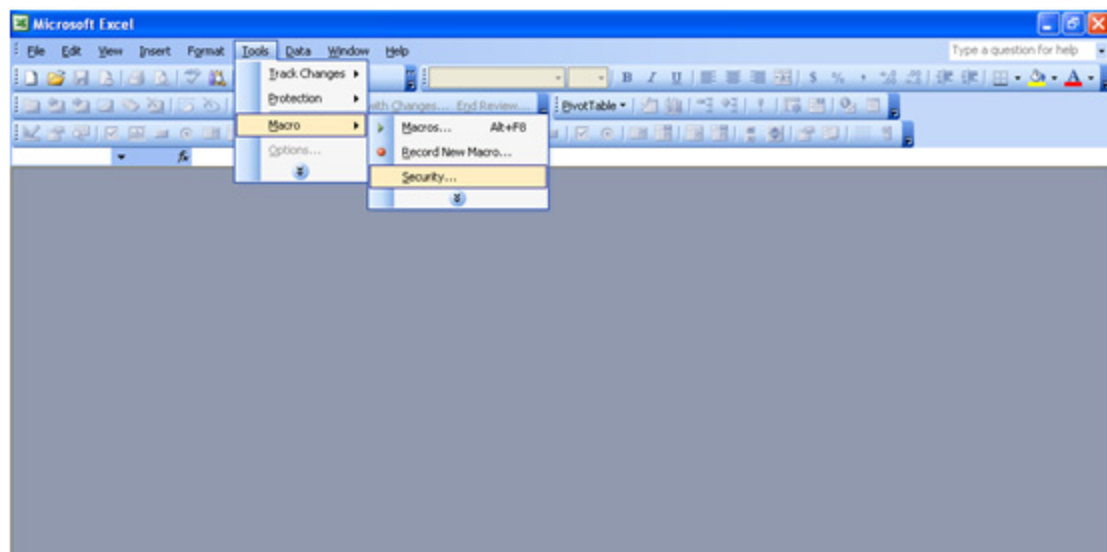 Microsoft Excel
File Edit View Insert Format Tools Data Window Help Type a question for help
Track Changes
B I U $ % , A
Protection
with Changes... End Review... PivotTable
Macro
Macros... Alt+F8
Options...
fx
Record New Macro...
Security...